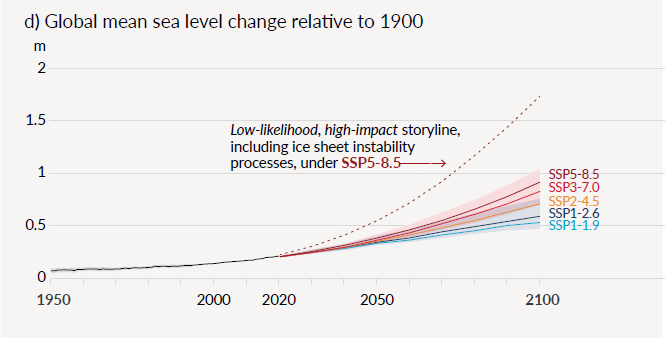 d) Global mean sea level change relative to 1900
m
2
1.5
Low-likelihood, high-impact storyline,
including ice sheet instability
processes, under SSP5-8.5
1
SSP5-8.5
SSP3-7.0
SSP2-4.5
SSP1-2.6
SSP1-1.9
0.5
0
1950 2000 2020 2050 2100